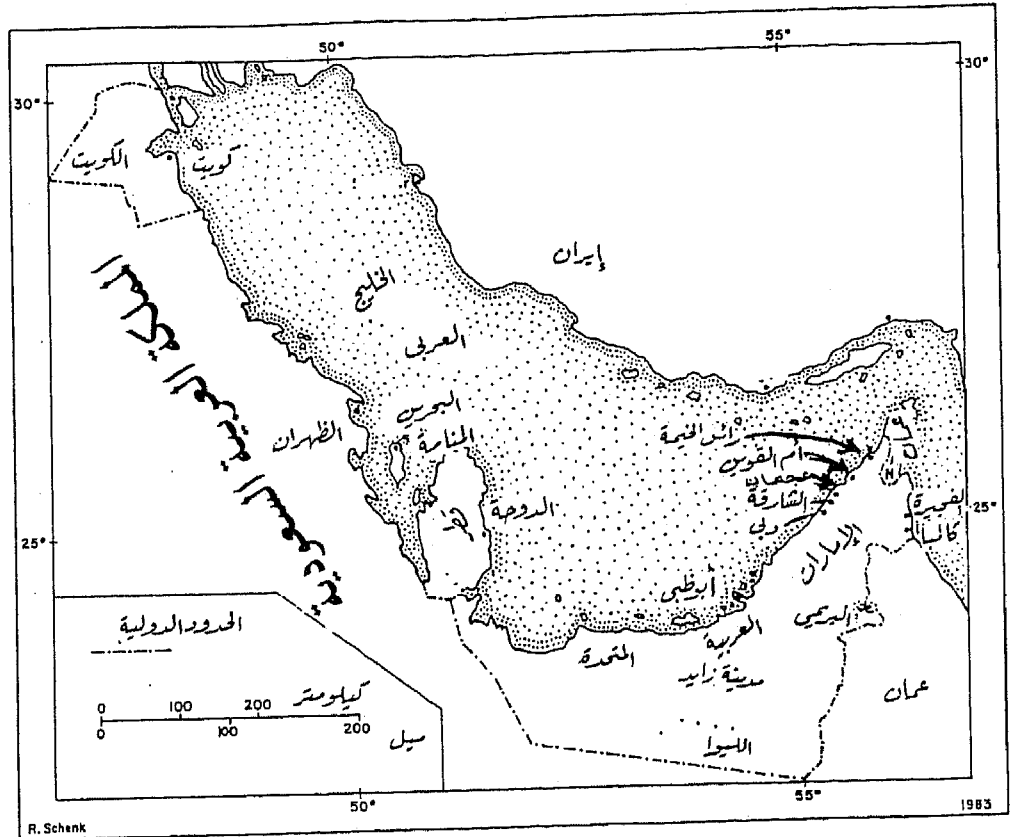 50°
55°
30°
30°
الكويت
كويت
إيران
الخليج
العربي
المملكة العربية السعودية
البحرين
المنامة
الظهران
رأس الخيمة
أم القوين
عجمان
الشارقة
دبي
قطر
الدوحة
الفجيرة
25°
25°
الإمارات
أبوظبي
البريمي
العربية
المتحدة
مدينة زايد
عمان
الليوا
الحدود الدولية
كيلومتر
0 100 200
0 100 200
ميل
50°
55°
1983
R. Schenk